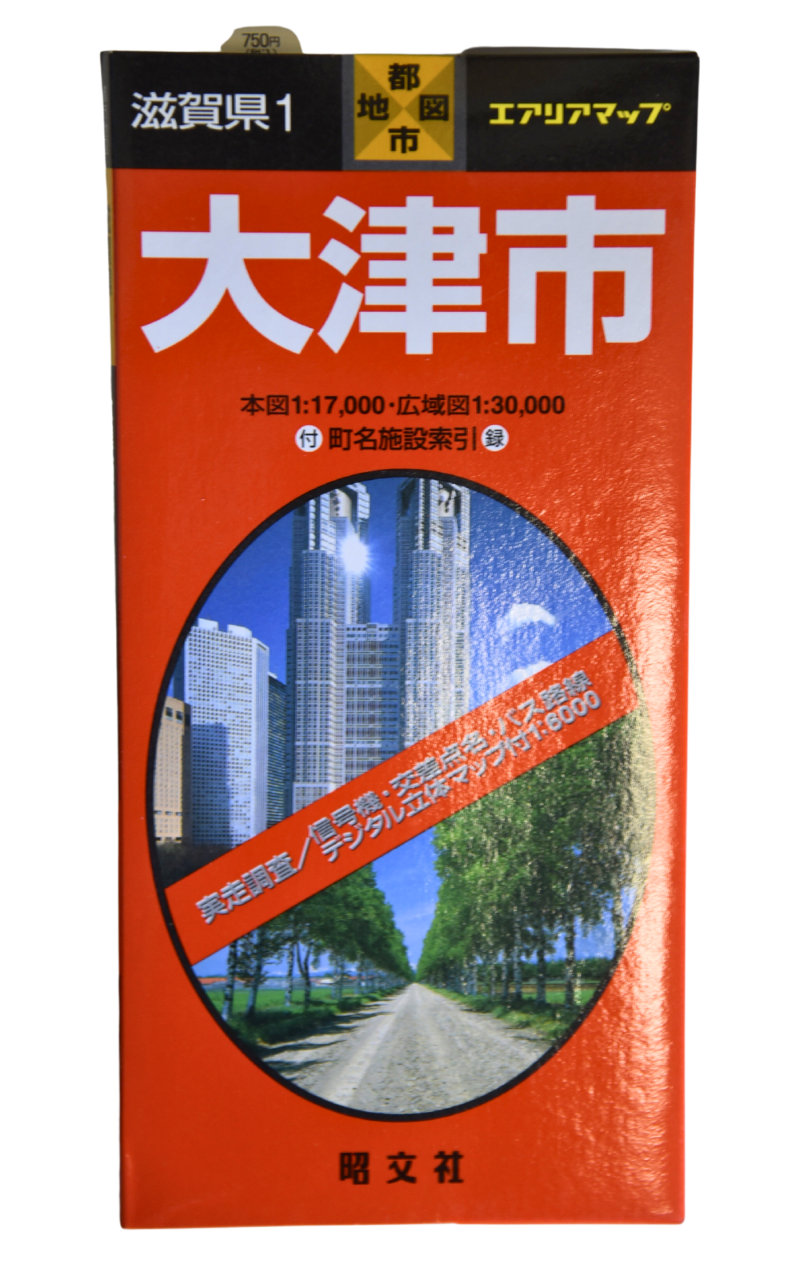 750円
滋賀県1
都市地図
エアリアマップ
大津市
本図1:17,000・広域図1:30,000
付 町名施設索引 録
実走調査／信号機・交差点名・バス路線
デジタル立体マップ付1:6000
昭文社